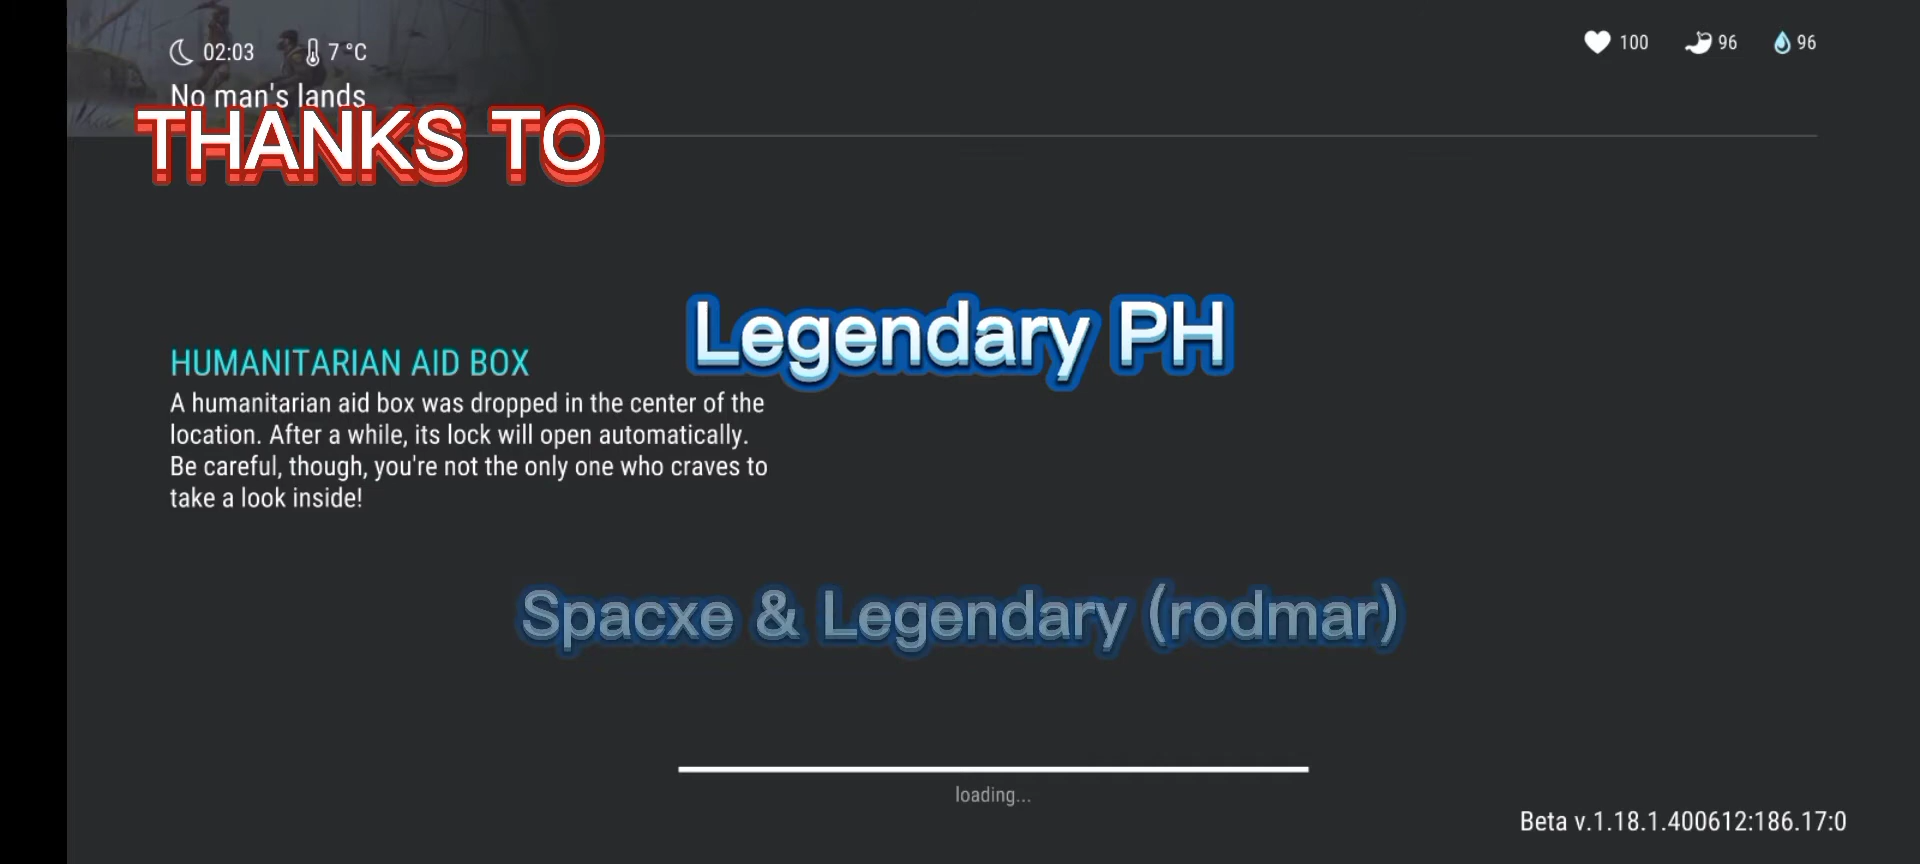 02:03 7 °C 100 96 96
No man's lands
THANKS TO
Legendary PH
HUMANITARIAN AID BOX
A humanitarian aid box was dropped in the center of the
location. After a while, its lock will open automatically.
Be careful, though, you're not the only one who craves to
take a look inside!
Spacxe & Legendary (rodmar)
loading...
Beta v.1.18.1.400612:186.17:0